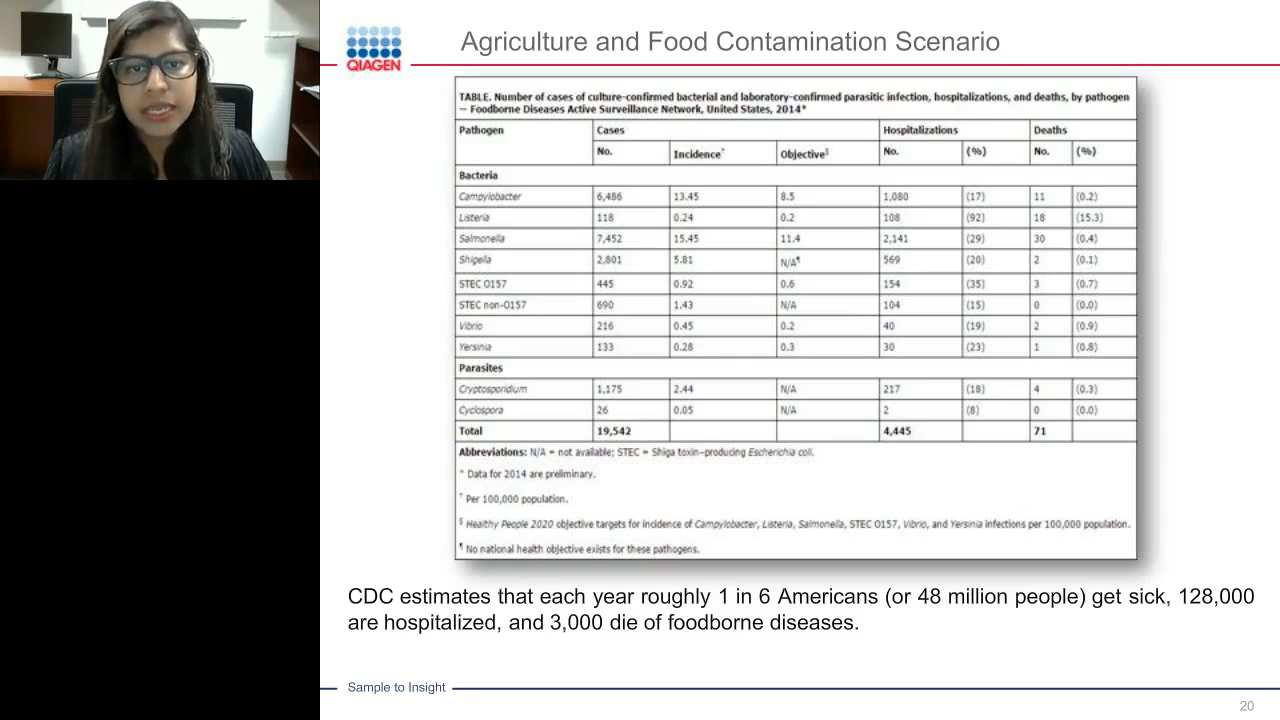 QIAGEN
Agriculture and Food Contamination Scenario
TABLE. Number of cases of culture-confirmed bacterial and laboratory-confirmed parasitic infection, hospitalizations, and deaths, by pathogen
— Foodborne Diseases Active Surveillance Network, United States, 2014*
Pathogen Cases Hospitalizations Deaths
No. Incidence† Objective§ No. (%) No. (%)
Bacteria
Campylobacter 6,486 13.45 8.5 1,080 (17) 11 (0.2)
Listeria 118 0.24 0.2 108 (92) 18 (15.3)
Salmonella 7,452 15.45 11.4 2,141 (29) 30 (0.4)
Shigella 2,801 5.81 N/A¶ 569 (20) 2 (0.1)
STEC O157 445 0.92 0.6 154 (35) 3 (0.7)
STEC non-O157 690 1.43 N/A 104 (15) 0 (0.0)
Vibrio 216 0.45 0.2 40 (19) 2 (0.9)
Yersinia 133 0.28 0.3 30 (23) 1 (0.8)
Parasites
Cryptosporidium 1,175 2.44 N/A 217 (18) 4 (0.3)
Cyclospora 26 0.05 N/A 2 (8) 0 (0.0)
Total 19,542 4,445 71
Abbreviations: N/A = not available; STEC = Shiga toxin–producing Escherichia coli.
* Data for 2014 are preliminary.
† Per 100,000 population.
§ Healthy People 2020 objective targets for incidence of Campylobacter, Listeria, Salmonella, STEC O157, Vibrio, and Yersinia infections per 100,000 population.
¶ No national health objective exists for these pathogens.
CDC estimates that each year roughly 1 in 6 Americans (or 48 million people) get sick, 128,000
are hospitalized, and 3,000 die of foodborne diseases.
Sample to Insight
20